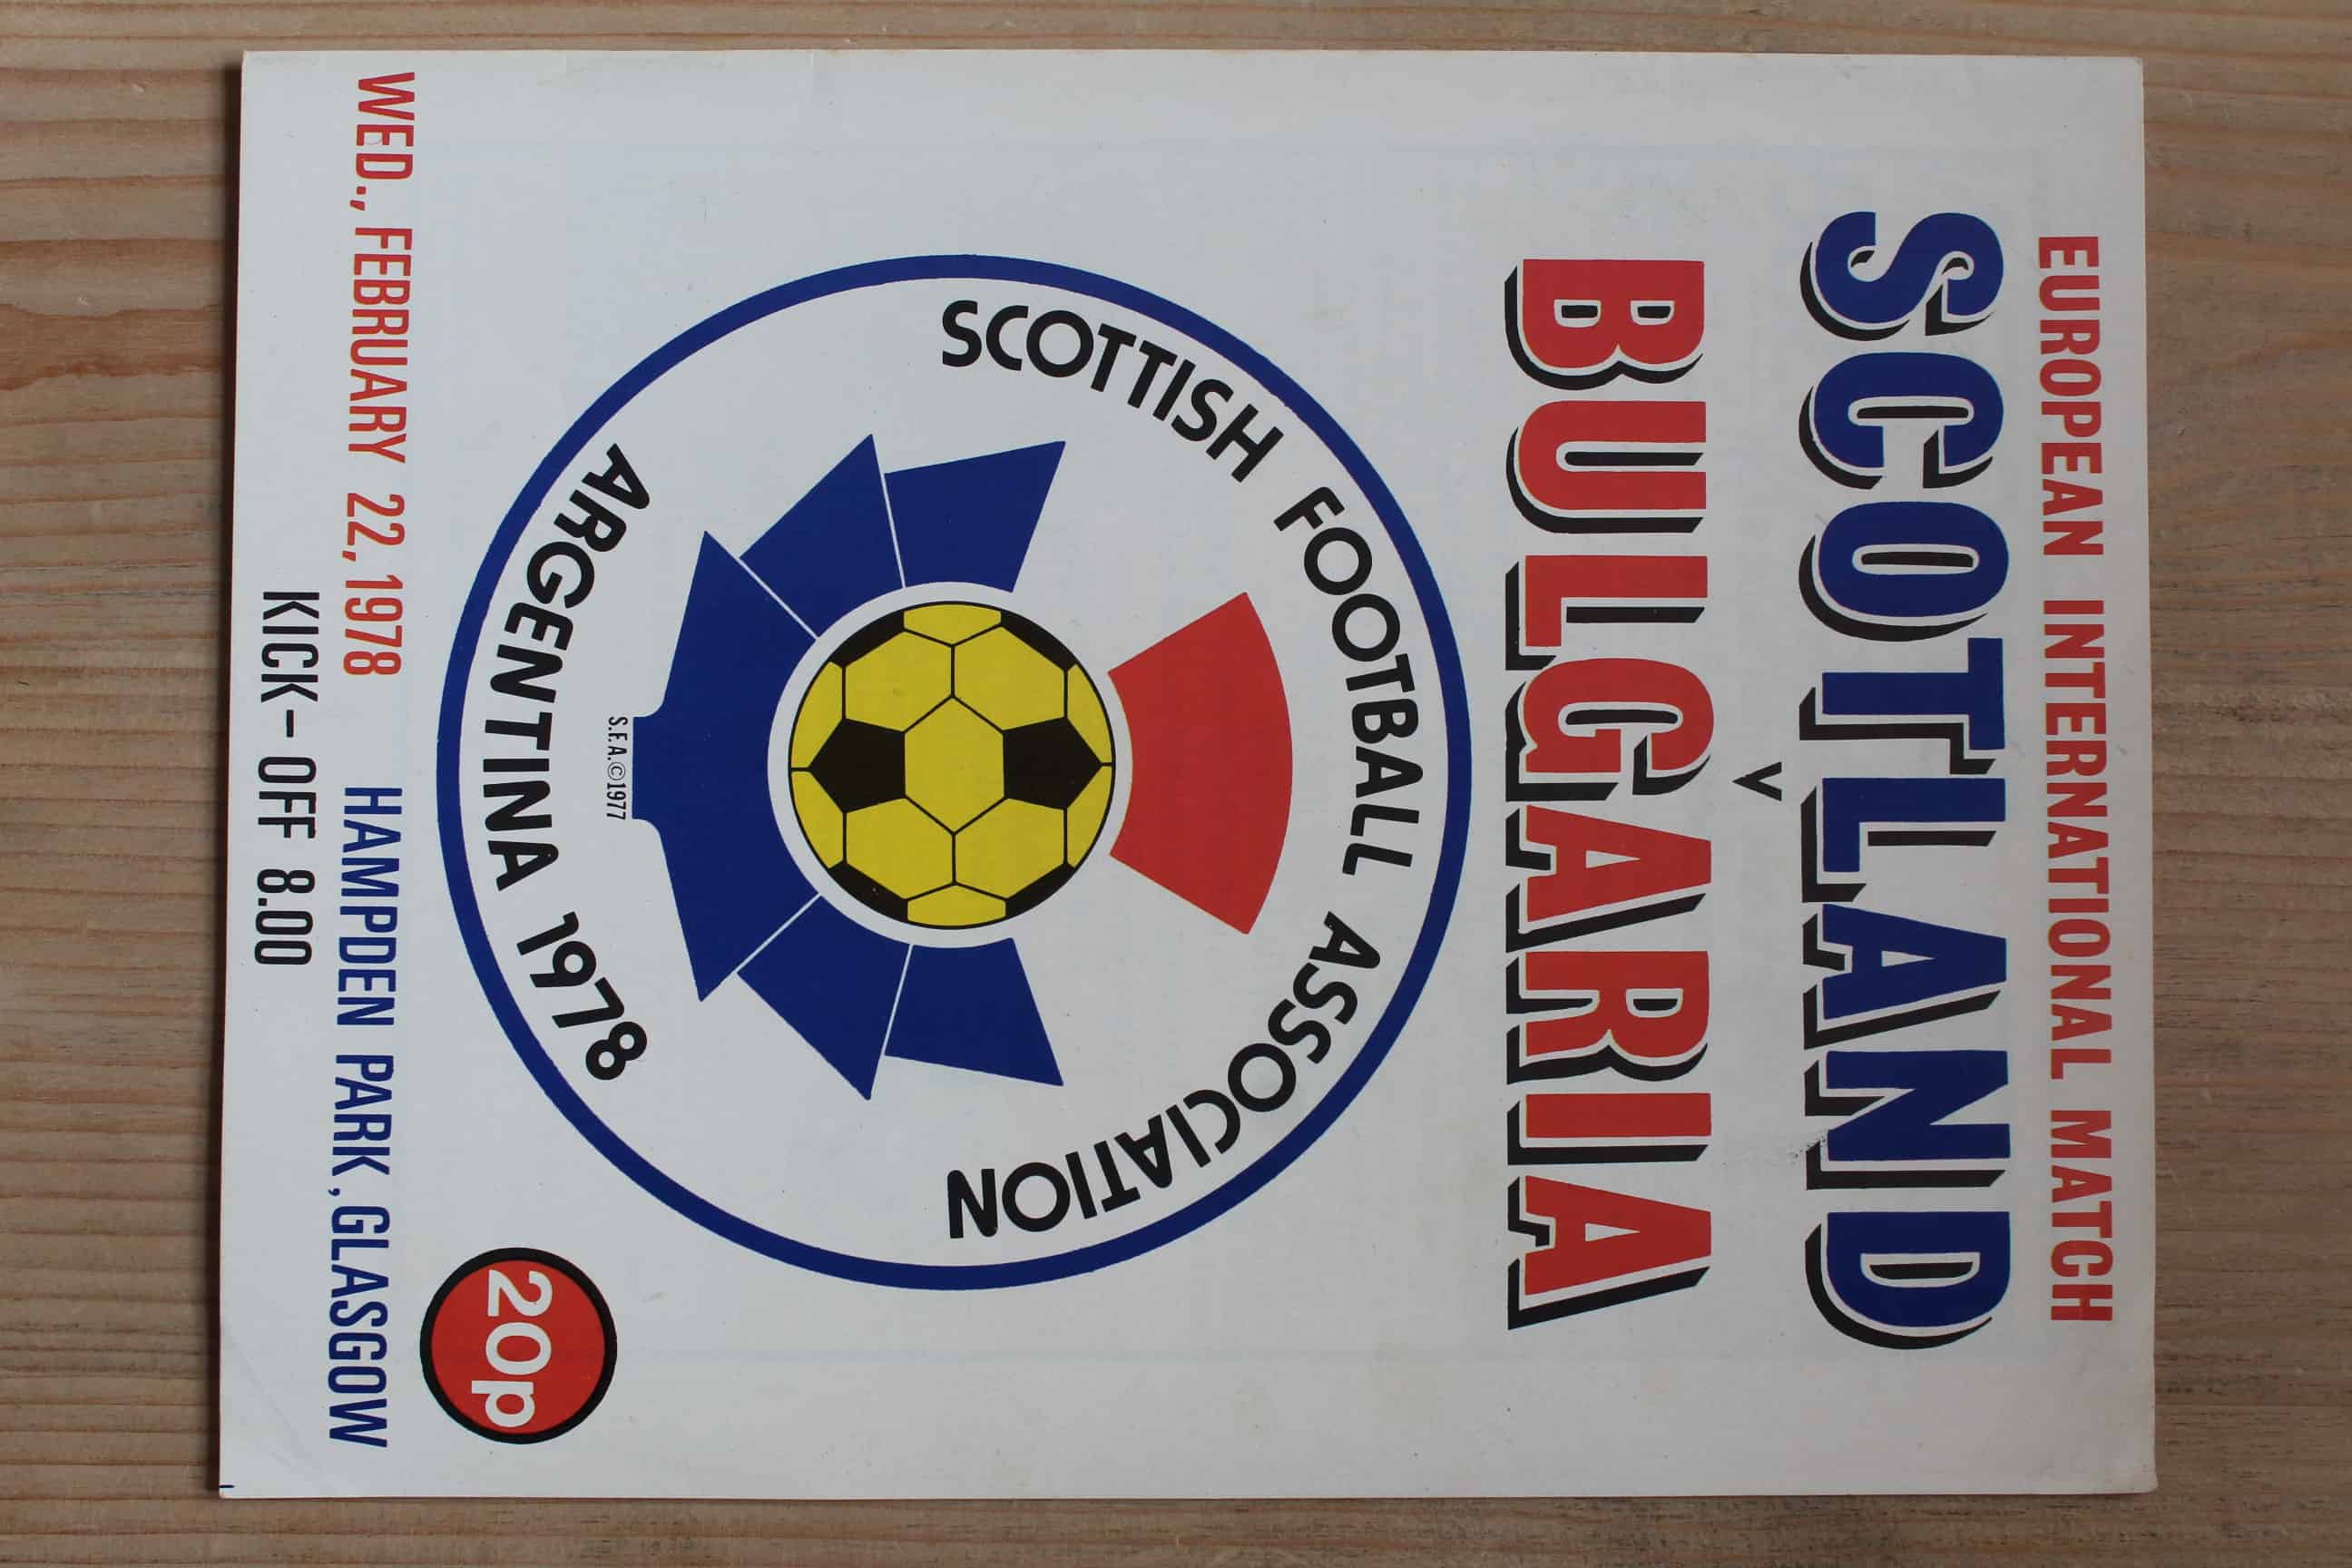 EUROPEAN INTERNATIONAL MATCH
SCOTLAND
v
BULGARIA
SCOTTISH FOOTBALL ASSOCIATION
S.F.A.©1977
ARGENTINA 1978
20p
WED., FEBRUARY 22, 1978 HAMPDEN PARK, GLASGOW
KICK-OFF 8.00